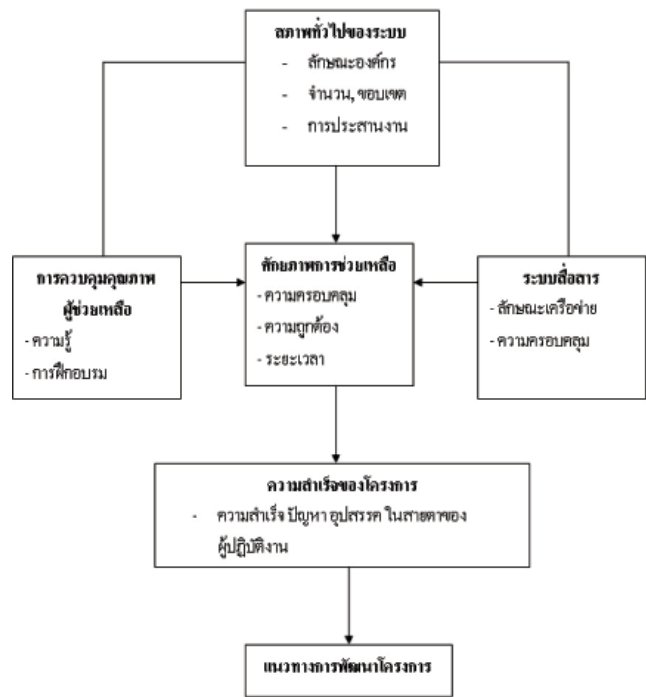 สภาพทั่วไปของระบบ
- ลักษณะองค์กร
- จำนวน, ขอบเขต
- การประสานงาน
การควบคุมคุณภาพ
ผู้ช่วยเหลือ
- ความรู้
- การฝึกอบรม
ศักยภาพการช่วยเหลือ
- ความครอบคลุม
- ความถูกต้อง
- ระยะเวลา
ระบบสื่อสาร
- ลักษณะเครือข่าย
- ความครอบคลุม
ความสำเร็จของโครงการ
- ความสำเร็จ ปัญหา อุปสรรค ในสายตาของ
ผู้ปฏิบัติงาน
แนวทางการพัฒนาโครงการ